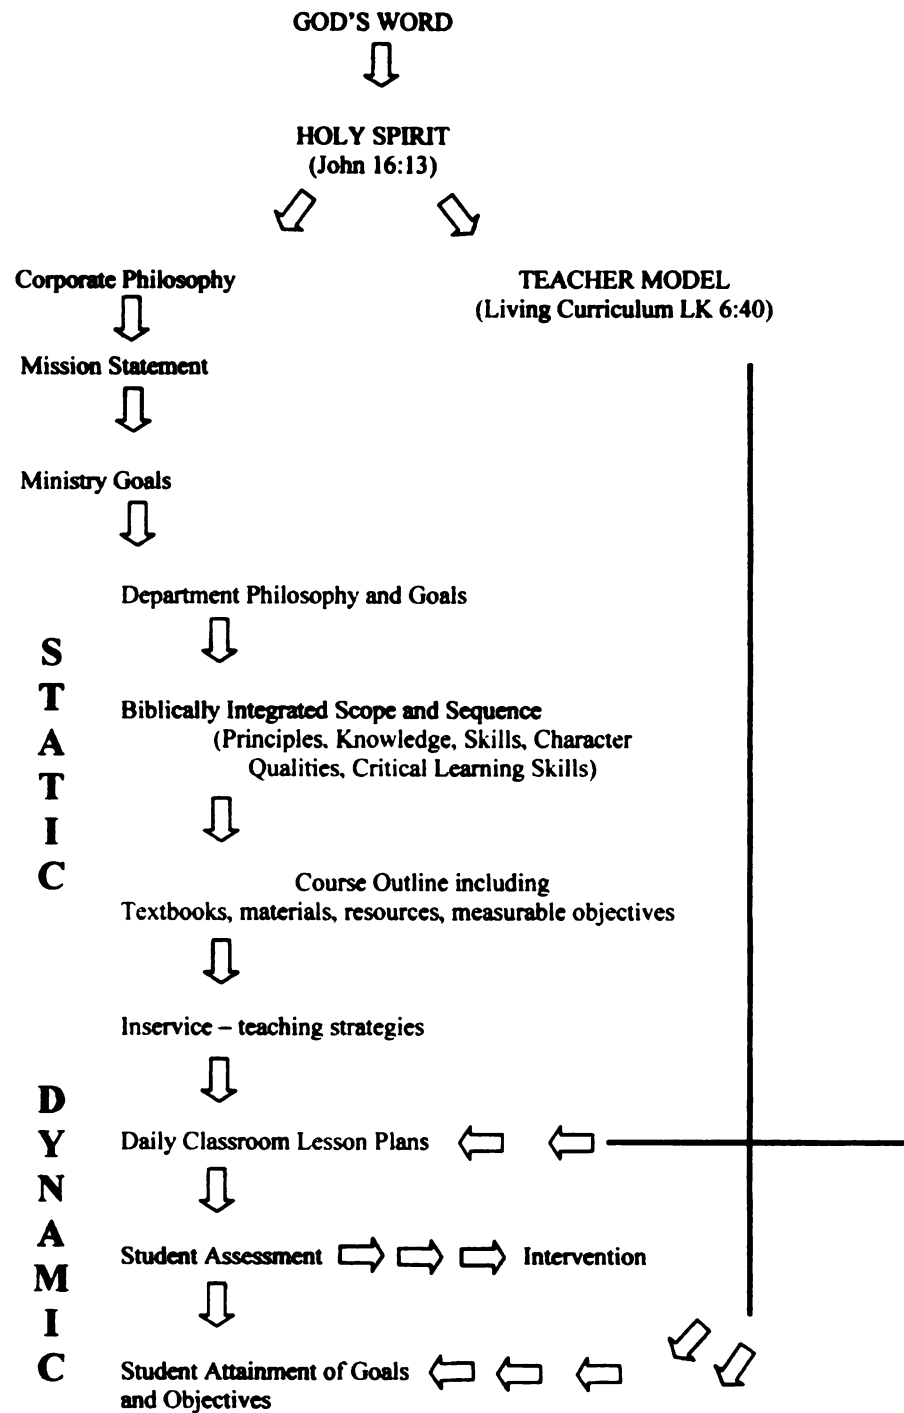 GOD'S WORD
HOLY SPIRIT
(John 16:13)
Corporate Philosophy
TEACHER MODEL
(Living Curriculum LK 6:40)
Mission Statement
Ministry Goals
Department Philosophy and Goals
STATIC
Biblically Integrated Scope and Sequence
(Principles, Knowledge, Skills, Character
Qualities, Critical Learning Skills)
Course Outline including
Textbooks, materials, resources, measurable objectives
Inservice – teaching strategies
DYNAMIC
Daily Classroom Lesson Plans
Student Assessment
Intervention
Student Attainment of Goals
and Objectives